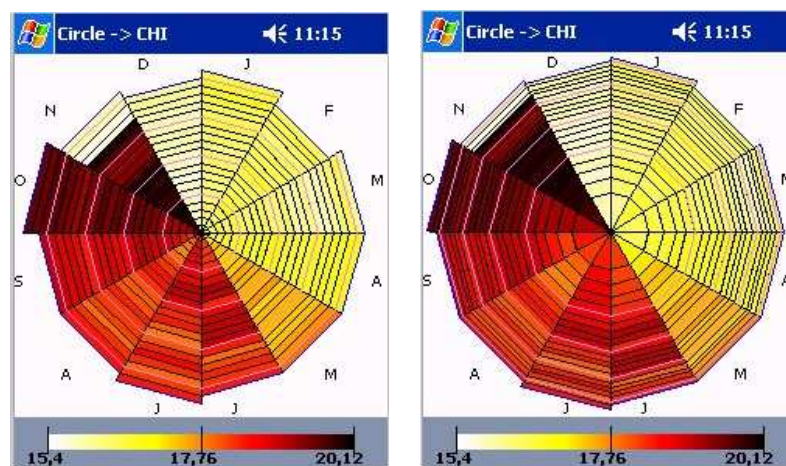 Circle -> CHI 11:15
D J
N F
O M
S A
A M
J J
15,4 17,76 20,12
Circle -> CHI 11:15
D J
N F
O M
S A
A M
J J
15,4 17,76 20,12